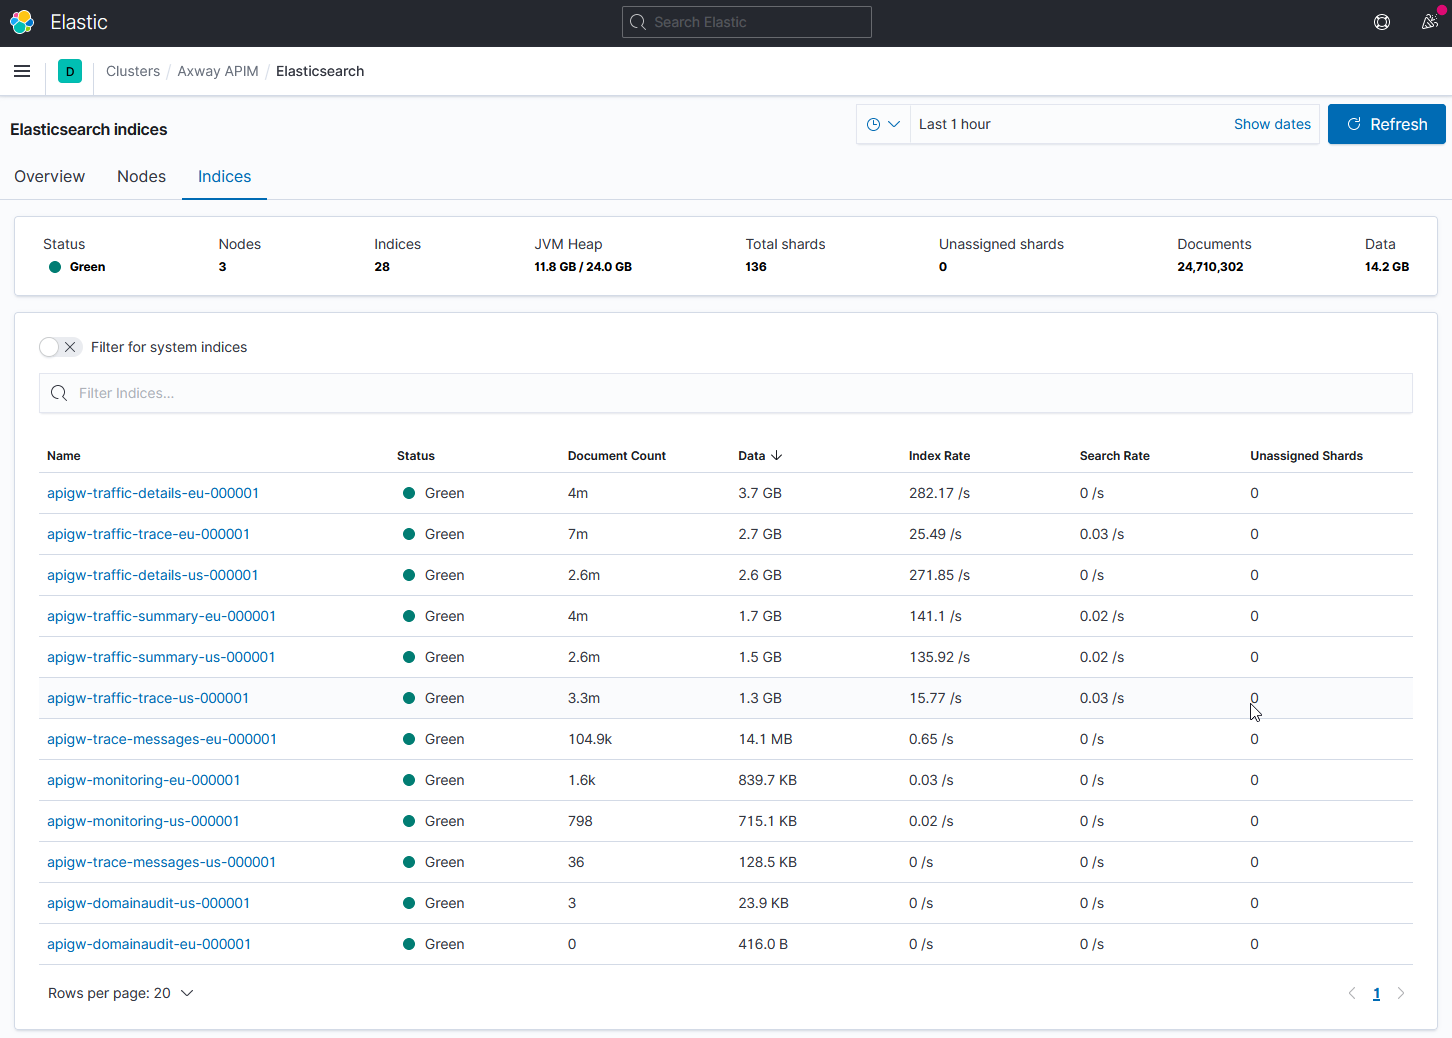 Elastic
Search Elastic
D
Clusters / Axway APIM / Elasticsearch
Elasticsearch indices
Last 1 hour
Show dates
Refresh
Overview Nodes Indices
Status Nodes Indices JVM Heap Total shards Unassigned shards Documents Data
Green 3 28 11.8 GB / 24.0 GB 136 0 24,710,302 14.2 GB
Filter for system indices
Filter Indices...
Name Status Document Count Data Index Rate Search Rate Unassigned Shards
apigw-traffic-details-eu-000001 Green 4m 3.7 GB 282.17 /s 0 /s 0
apigw-traffic-trace-eu-000001 Green 7m 2.7 GB 25.49 /s 0.03 /s 0
apigw-traffic-details-us-000001 Green 2.6m 2.6 GB 271.85 /s 0 /s 0
apigw-traffic-summary-eu-000001 Green 4m 1.7 GB 141.1 /s 0.02 /s 0
apigw-traffic-summary-us-000001 Green 2.6m 1.5 GB 135.92 /s 0.02 /s 0
apigw-traffic-trace-us-000001 Green 3.3m 1.3 GB 15.77 /s 0.03 /s 0
apigw-trace-messages-eu-000001 Green 104.9k 14.1 MB 0.65 /s 0 /s 0
apigw-monitoring-eu-000001 Green 1.6k 839.7 KB 0.03 /s 0 /s 0
apigw-monitoring-us-000001 Green 798 715.1 KB 0.02 /s 0 /s 0
apigw-trace-messages-us-000001 Green 36 128.5 KB 0 /s 0 /s 0
apigw-domainaudit-us-000001 Green 3 23.9 KB 0 /s 0 /s 0
apigw-domainaudit-eu-000001 Green 0 416.0 B 0 /s 0 /s 0
Rows per page: 20
1